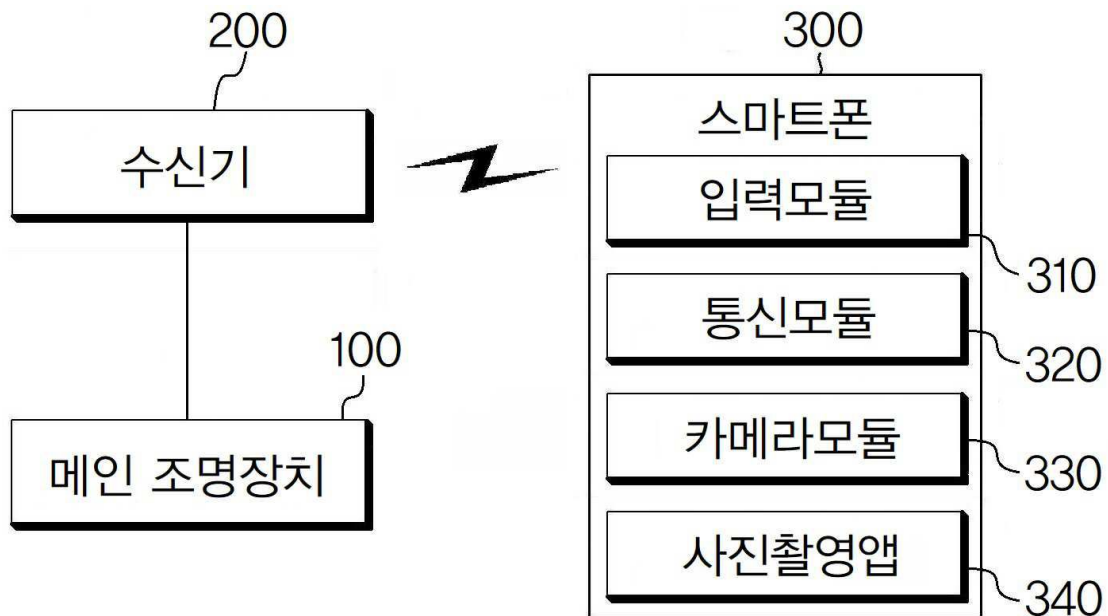 200
수신기
100
메인 조명장치
300
스마트폰
입력모듈
310
통신모듈
320
카메라모듈
330
사진촬영앱
340